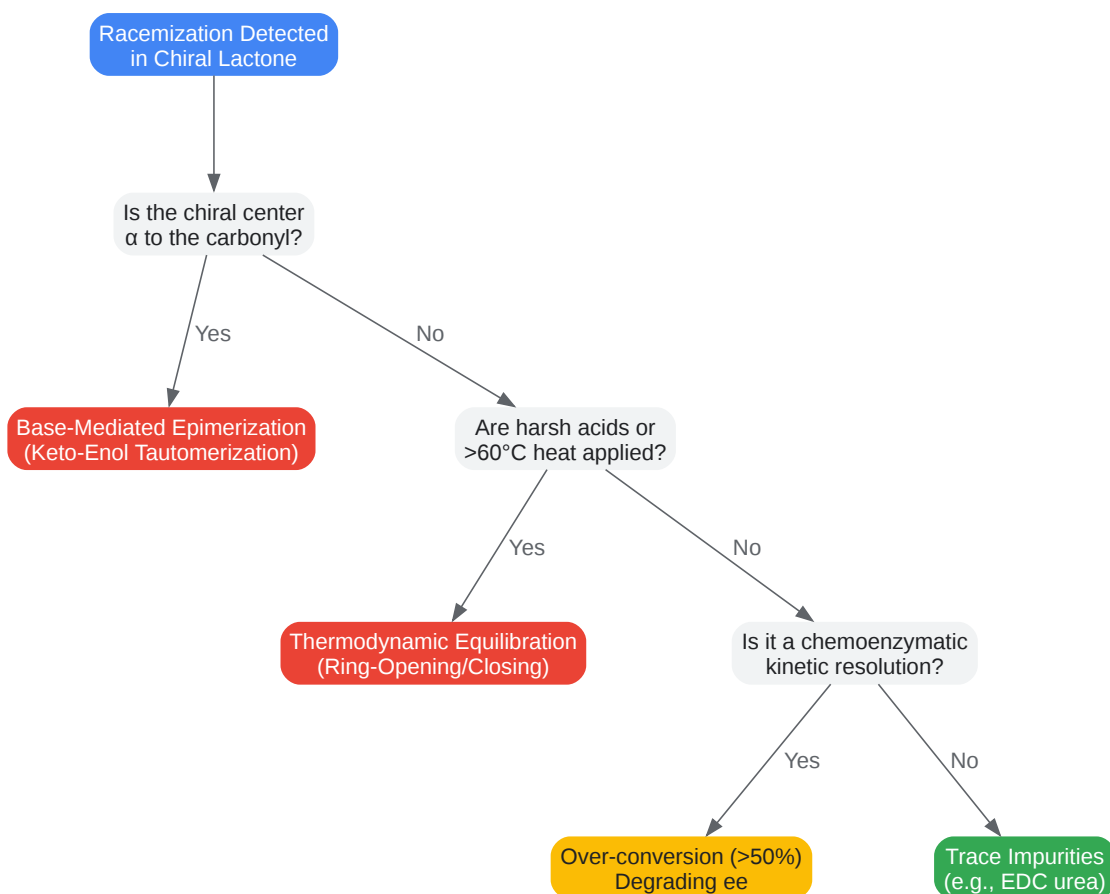 Racemization Detected
in Chiral Lactone
Is the chiral center
α to the carbonyl?
Yes
No
Base-Mediated Epimerization
(Keto-Enol Tautomerization)
Are harsh acids or
>60°C heat applied?
Yes
No
Thermodynamic Equilibration
(Ring-Opening/Closing)
Is it a chemoenzymatic
kinetic resolution?
Yes
No
Over-conversion (>50%)
Degrading ee
Trace Impurities
(e.g., EDC urea)